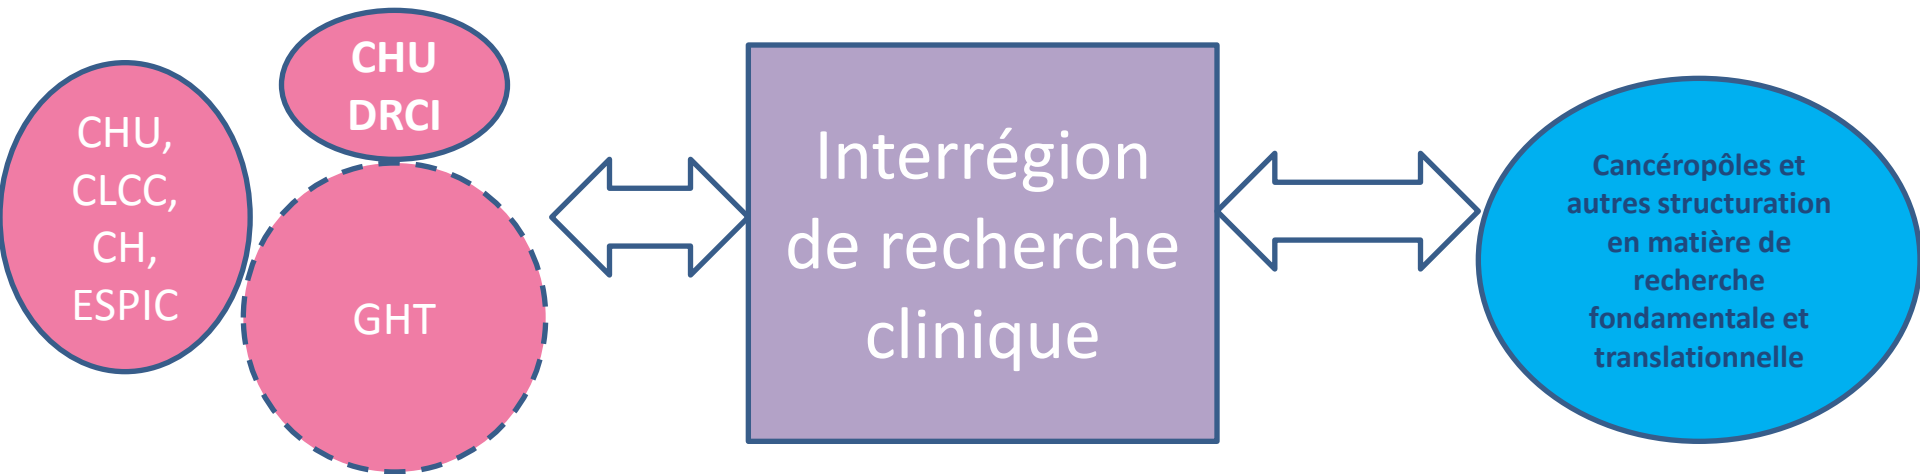 CHU,
CLCC,
CH,
ESPIC
CHU
DRCI
GHT
Interrégion
de recherche
clinique
Cancéropôles et
autres structuration
en matière de
recherche
fondamentale et
translationnelle